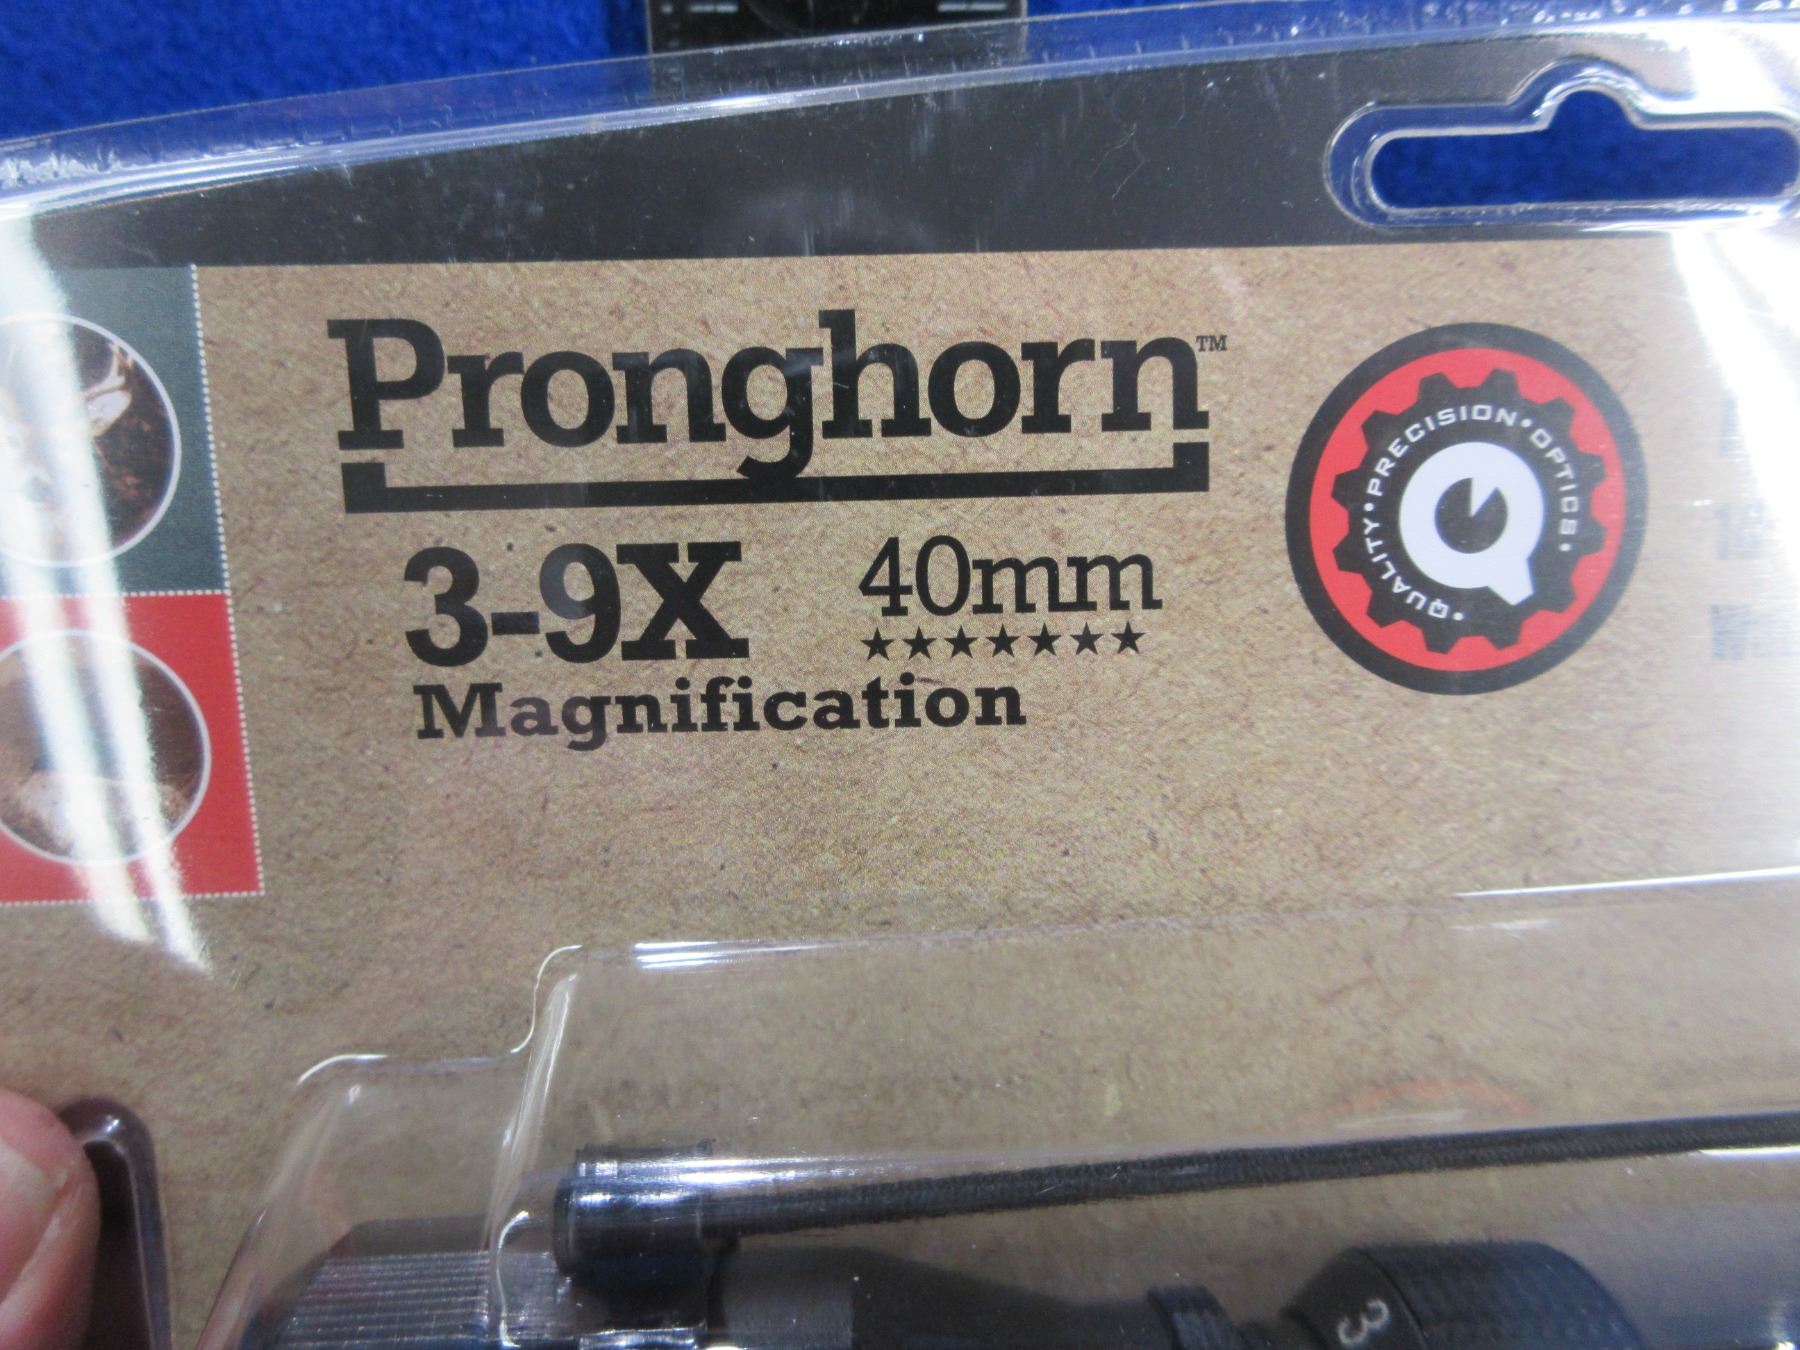 Pronghorn™
3-9X
40mm
Magnification
QUALITY • PRECISION • OPTICS •
Q
3